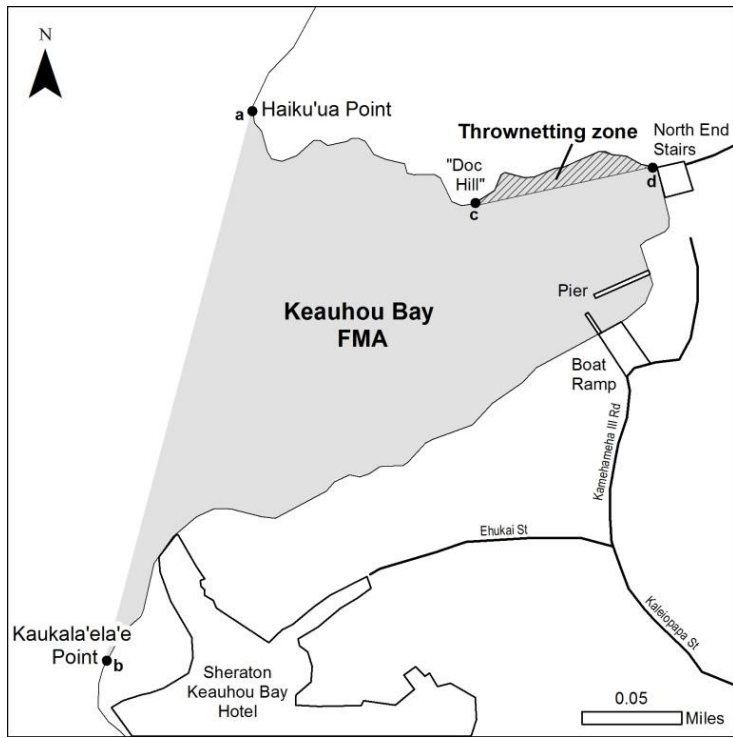 N
a Haiku'ua Point
Thrownetting zone
North End
Stairs
"Doc
Hill"
c
d
Pier
Keauhou Bay
FMA
Boat
Ramp
Kamehameha III Rd
Ehukai St
Kaleiopapa St
Kaukala'ela'e
Point
b
Sheraton
Keauhou Bay
Hotel
0.05
Miles